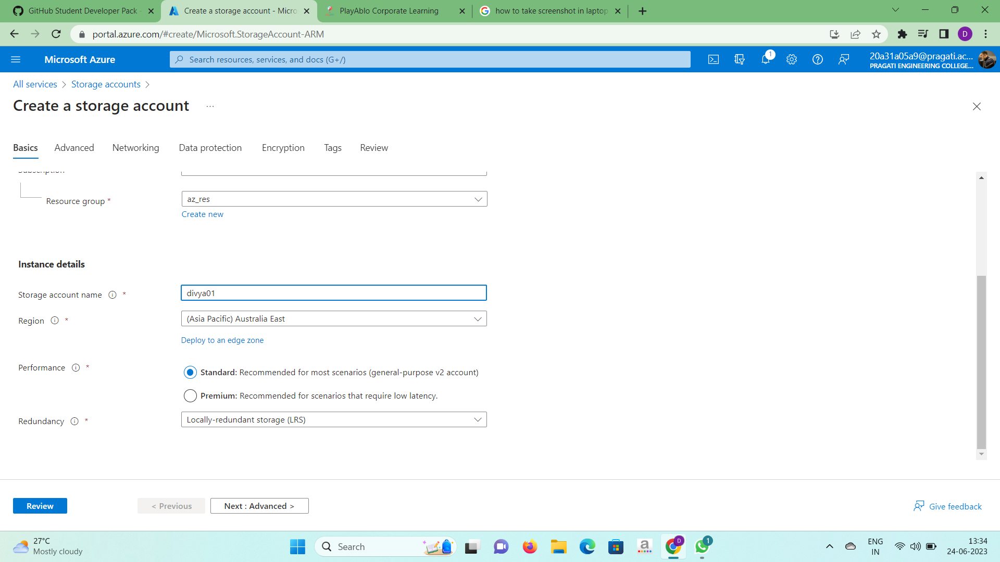 GitHub Student Developer Pack -
Create a storage account - Micro
PlayAblo Corporate Learning
how to take screenshot in laptop
portal.azure.com/#create/Microsoft.StorageAccount-ARM
D
Microsoft Azure
Search resources, services, and docs (G+/)
1
20a31a05a9@pragati.ac...
PRAGATI ENGINEERING COLLEGE...
All services > Storage accounts >
Create a storage account ...
Basics Advanced Networking Data protection Encryption Tags Review
Subscription
Resource group *
az_res
Create new
Instance details
Storage account name *
divya01
Region *
(Asia Pacific) Australia East
Deploy to an edge zone
Performance *
Standard: Recommended for most scenarios (general-purpose v2 account)
Premium: Recommended for scenarios that require low latency.
Redundancy *
Locally-redundant storage (LRS)
Review
< Previous
Next : Advanced >
Give feedback
27°C
Mostly cloudy
Search
a
D
1
ENG
IN
13:34
24-06-2023